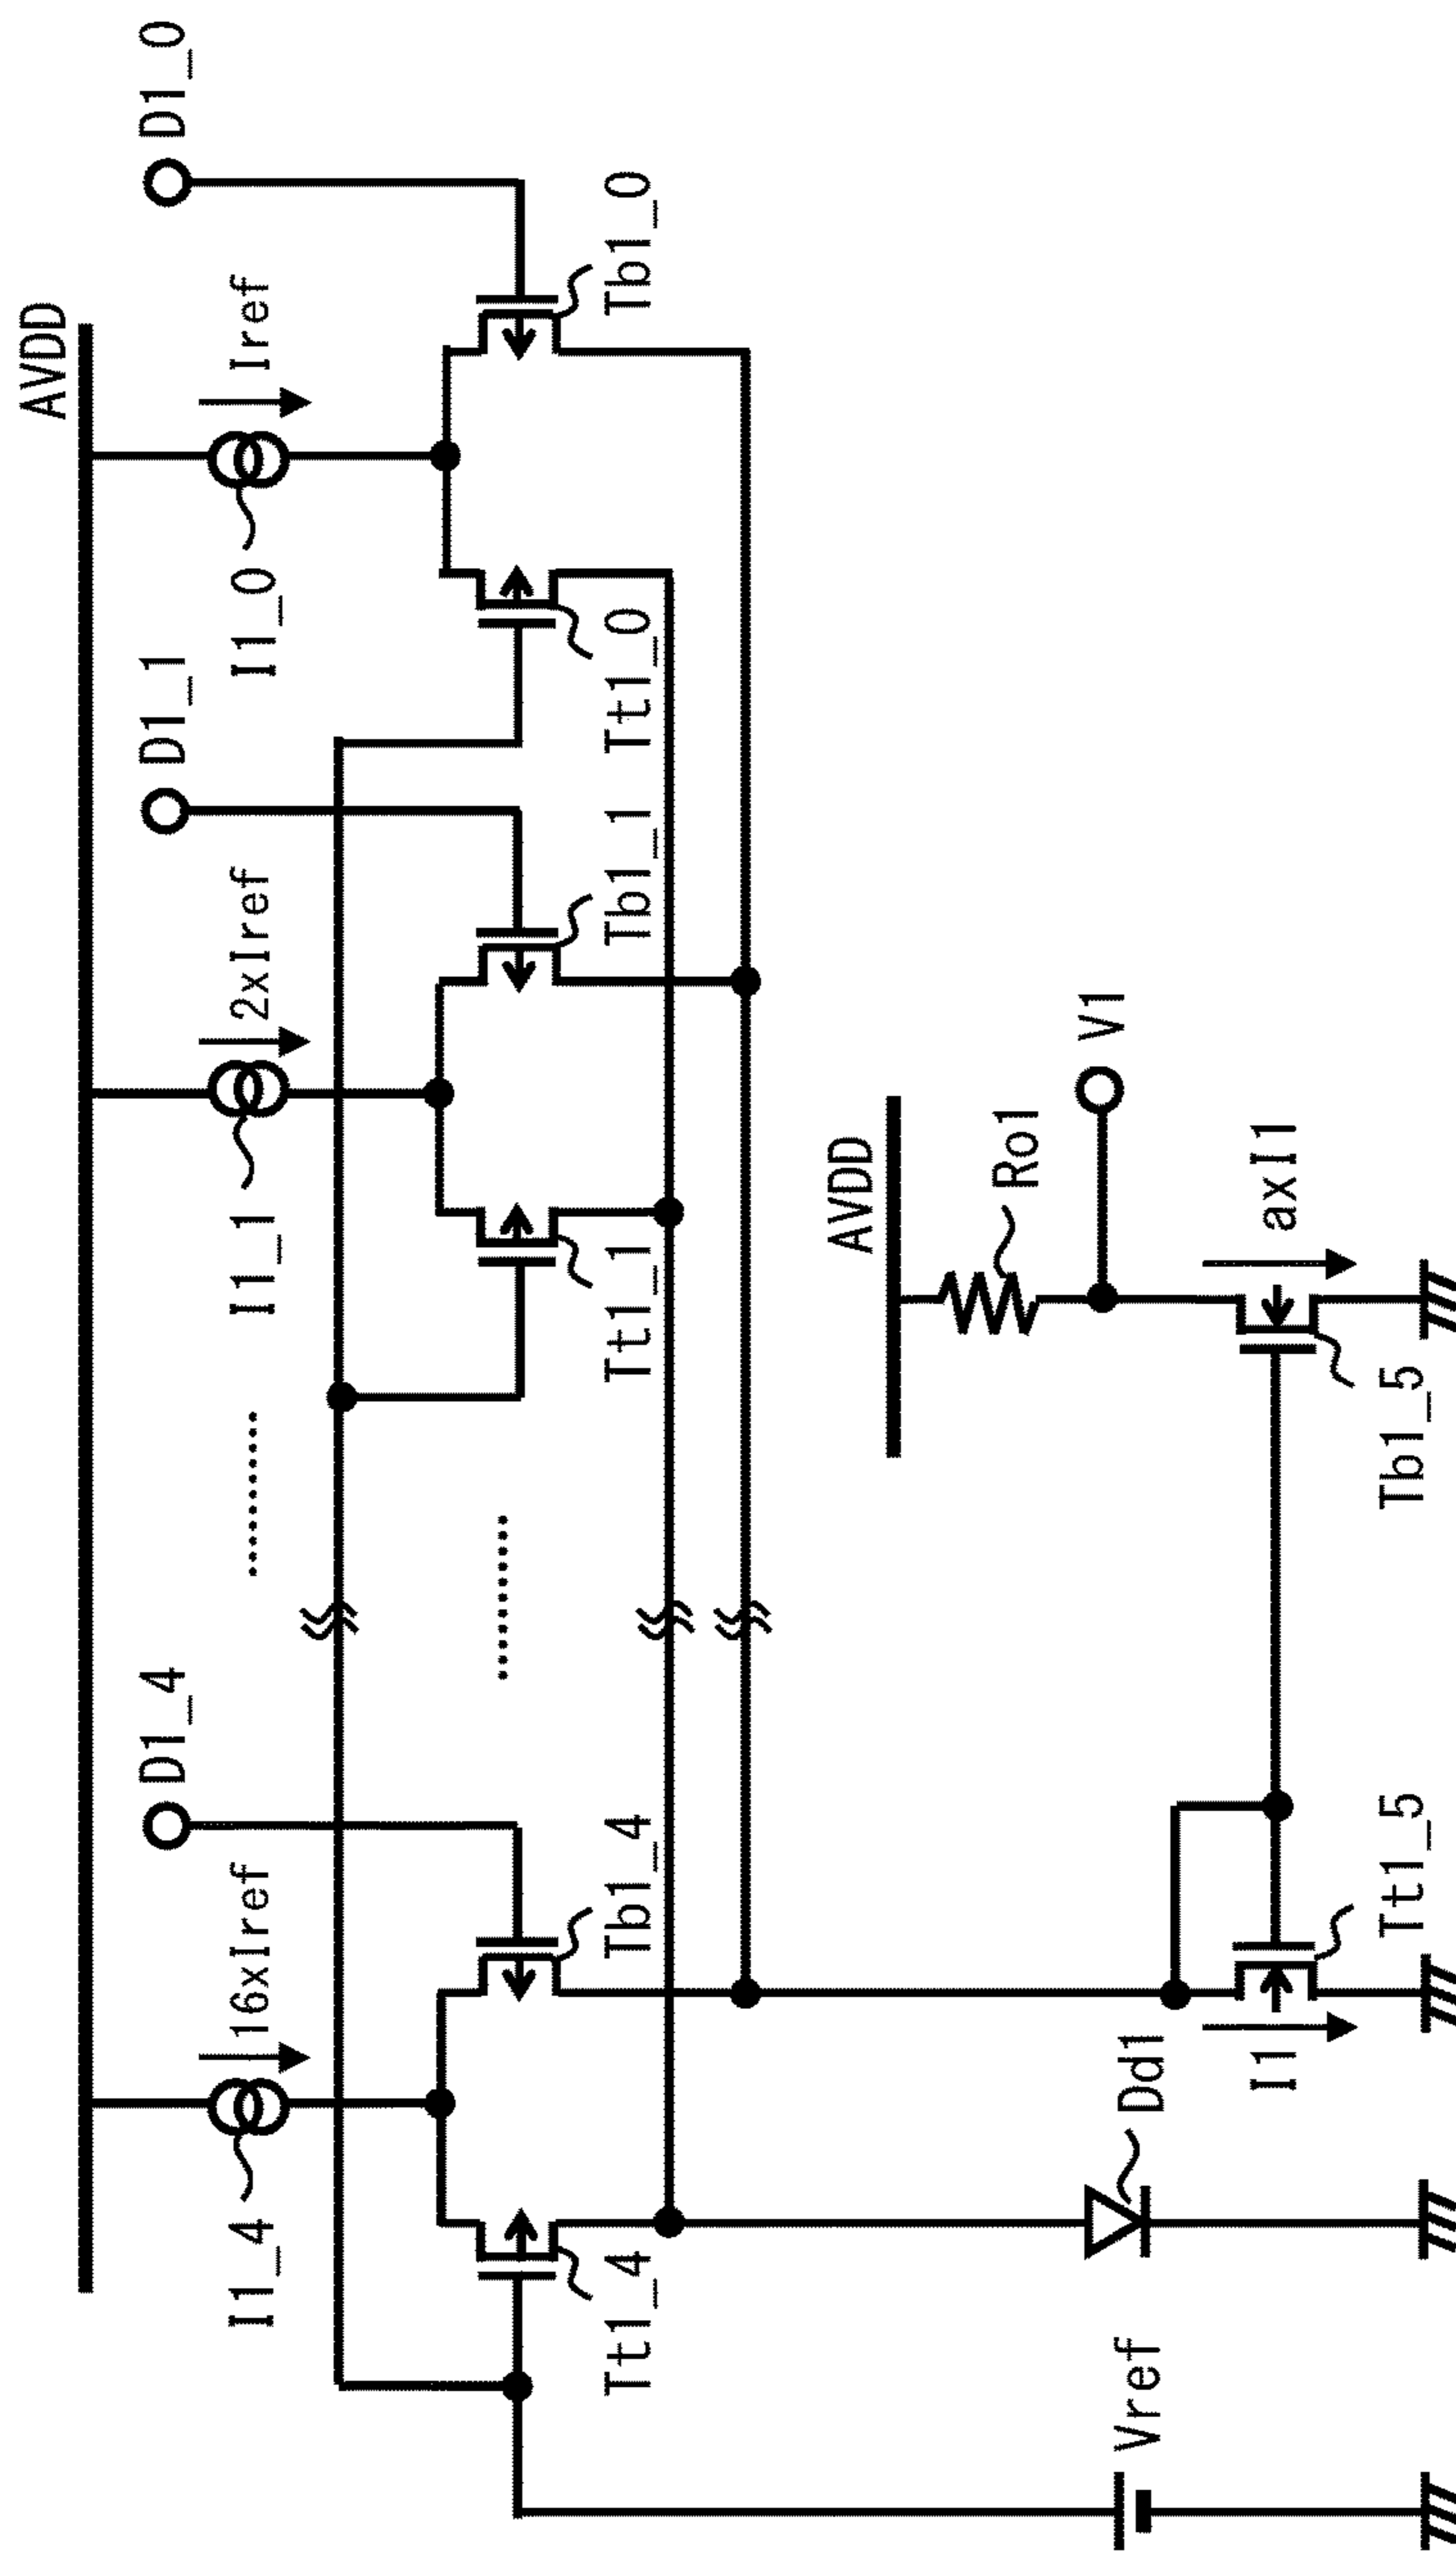 AVDD
D1_4
D1_1
D1_0
I1_4
16xIref
I1_1
2xIref
I1_0
Iref
Tt1_4
Tb1_4
Tt1_1
Tb1_1
Tt1_0
Tb1_0
AVDD
Ro1
V1
Vref
Dd1
I1
Tt1_5
Tb1_5
axI1